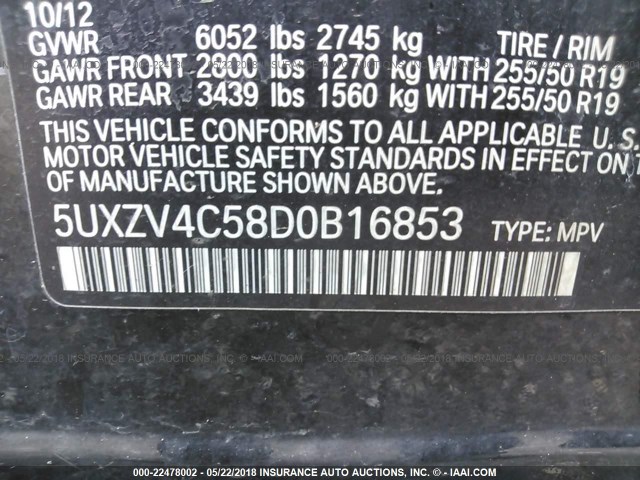 10/12
GVWR 6052 lbs 2745 kg TIRE / RIM
GAWR FRONT 2800 lbs 1270 kg WITH 255/50 R19
GAWR REAR 3439 lbs 1560 kg WITH 255/50 R19
THIS VEHICLE CONFORMS TO ALL APPLICABLE U. S.
MOTOR VEHICLE SAFETY STANDARDS IN EFFECT ON
OF MANUFACTURE SHOWN ABOVE.
5UXZV4C58D0B16853 TYPE: MPV
000-22478002 - 05/22/2018 INSURANCE AUTO AUCTIONS. - © IAAI.COM